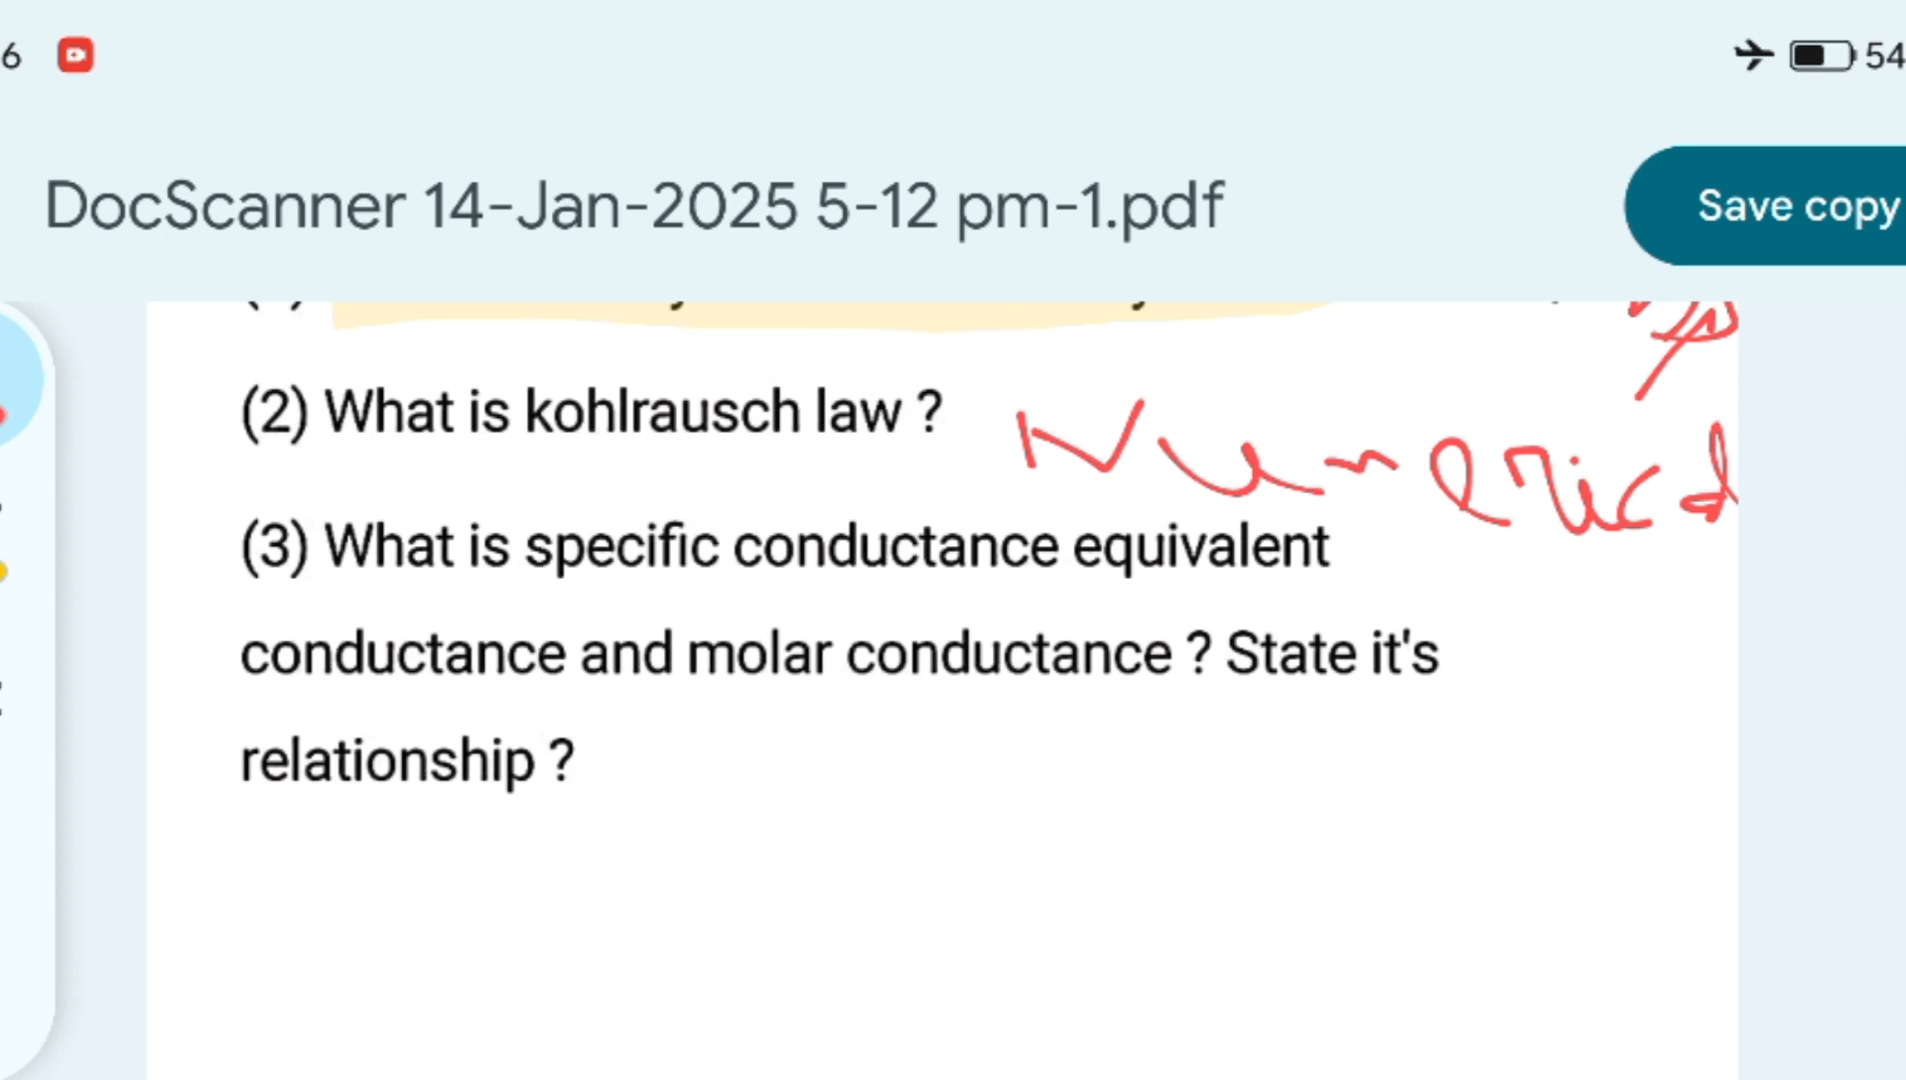 6
54
DocScanner 14-Jan-2025 5-12 pm-1.pdf
Save copy
(2) What is kohlrausch law ?
Numerical
(3) What is specific conductance equivalent
conductance and molar conductance ? State it's
relationship ?